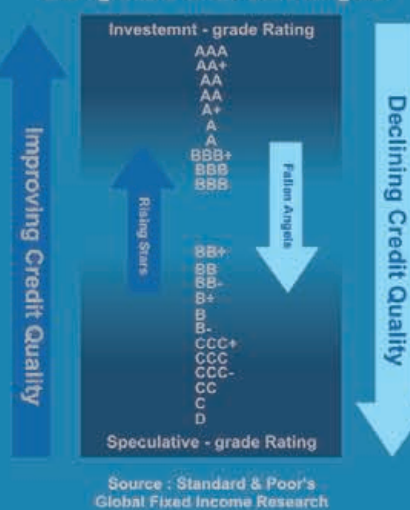 Investemnt - grade Rating
AAA
AA+
AA
AA
A+
A
A
BBB+
BBB
BBB
Improving Credit Quality
Rising Stars
Fallen Angels
Declining Credit Quality
BB+
BB
BB-
B+
B
B-
CCC+
CCC
CCC-
CC
C
D
Speculative - grade Rating
Source : Standard & Poor's
Global Fixed Income Research